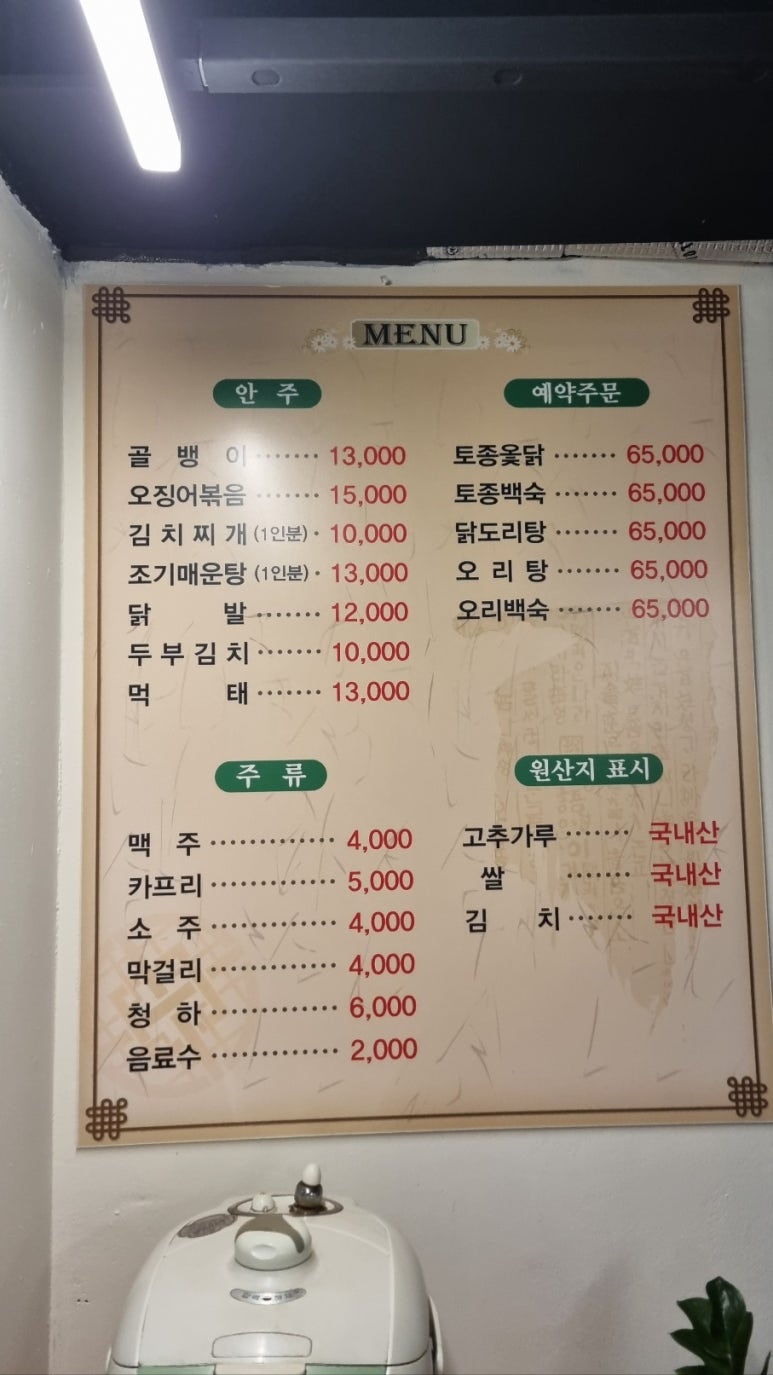 MENU
안 주
골 뱅 이 ······· 13,000
오징어볶음 ······· 15,000
김 치 찌 개 (1인분) · 10,000
조기매운탕 (1인분) · 13,000
닭 발 ······· 12,000
두 부 김 치 ······· 10,000
먹 태 ······· 13,000
예약주문
토종옻닭 ······· 65,000
토종백숙 ······· 65,000
닭도리탕 ······· 65,000
오 리 탕 ······· 65,000
오리백숙 ······· 65,000
주 류
맥 주 ·············· 4,000
카프리 ·············· 5,000
소 주 ·············· 4,000
막걸리 ·············· 4,000
청 하 ·············· 6,000
음료수 ·············· 2,000
원산지 표시
고추가루 ······· 국내산
쌀 ······· 국내산
김 치 ······· 국내산